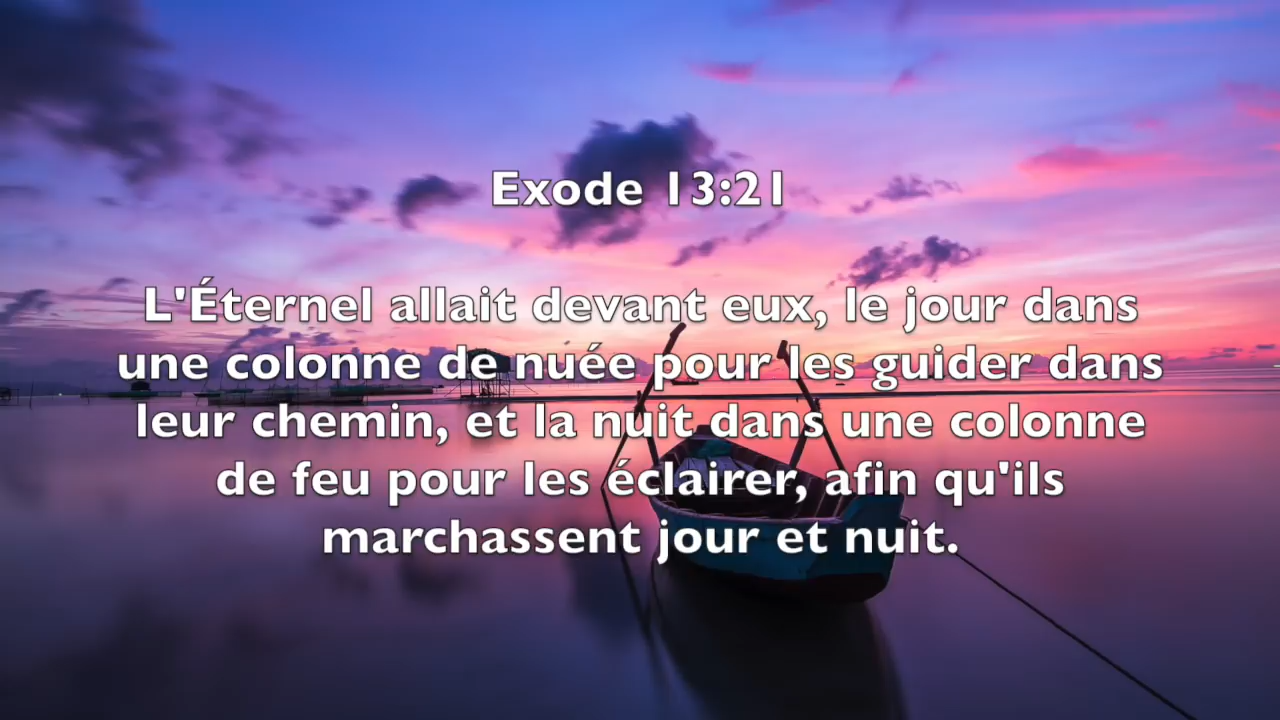 Exode 13:21
L'Éternel allait devant eux, le jour dans
une colonne de nuée pour les guider dans
leur chemin, et la nuit dans une colonne
de feu pour les éclairer, afin qu'ils
marchassent jour et nuit.